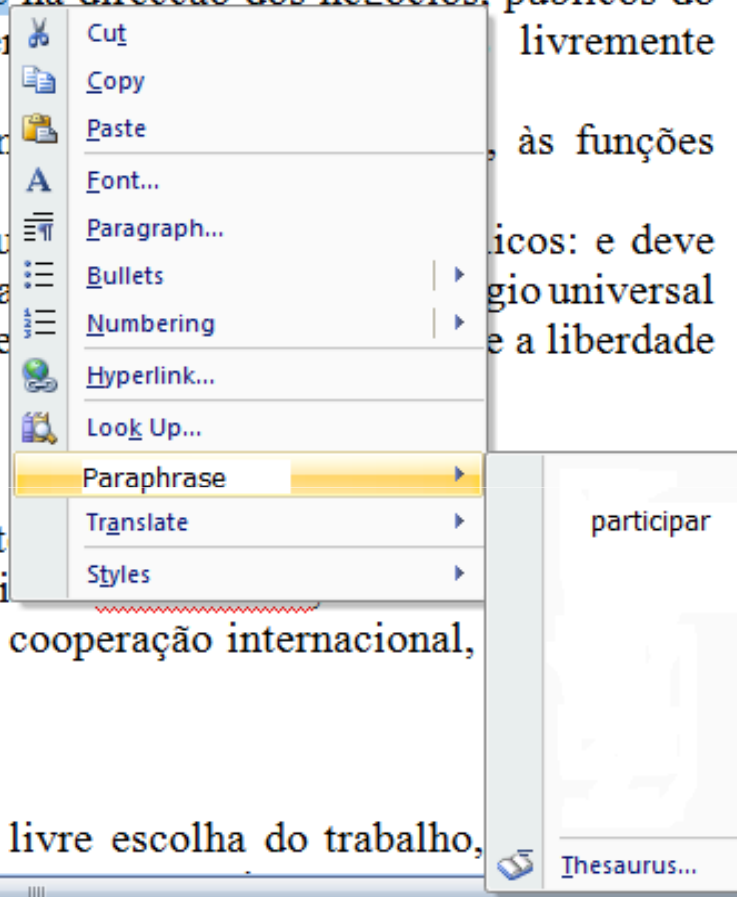 na direcção dos negócios, públicos do
Cut
livremente
Copy
Paste
, às funções
Font...
Paragraph...
icos: e deve
Bullets
gio universal
Numbering
e a liberdade
Hyperlink...
Look Up...
Paraphrase
participar
Translate
Styles
cooperação internacional,
livre escolha do trabalho,
Thesaurus...